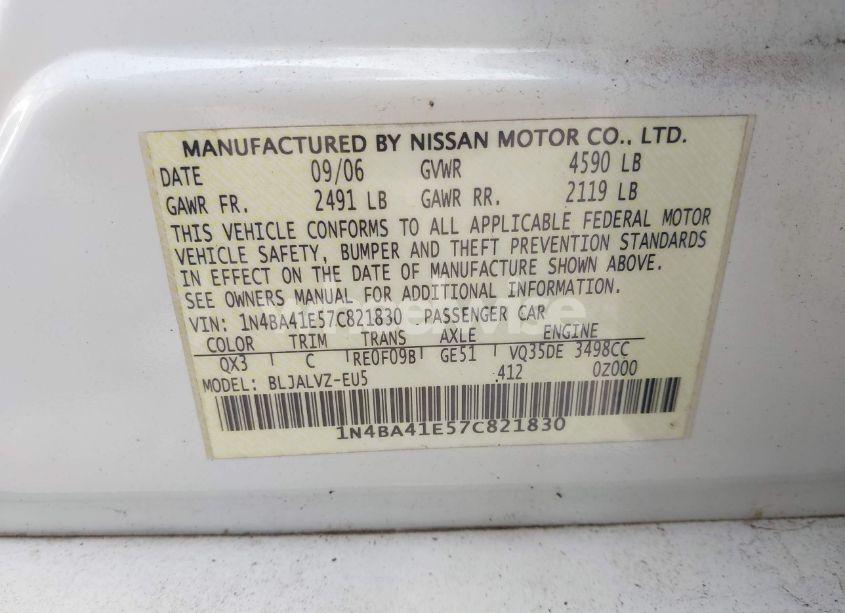 MANUFACTURED BY NISSAN MOTOR CO., LTD.
DATE 09/06 GVWR 4590 LB
GAWR FR. 2491 LB GAWR RR. 2119 LB
THIS VEHICLE CONFORMS TO ALL APPLICABLE FEDERAL MOTOR
VEHICLE SAFETY, BUMPER AND THEFT PREVENTION STANDARDS
IN EFFECT ON THE DATE OF MANUFACTURE SHOWN ABOVE.
SEE OWNERS MANUAL FOR ADDITIONAL INFORMATION.
VIN: 1N4BA41E57C821830 PASSENGER CAR
COLOR TRIM TRANS AXLE ENGINE
QX3 C RE0F09B GE51 VQ35DE 3498CC
MODEL: BLJALVZ-EU5 .412 0Z000
1N4BA41E57C821830